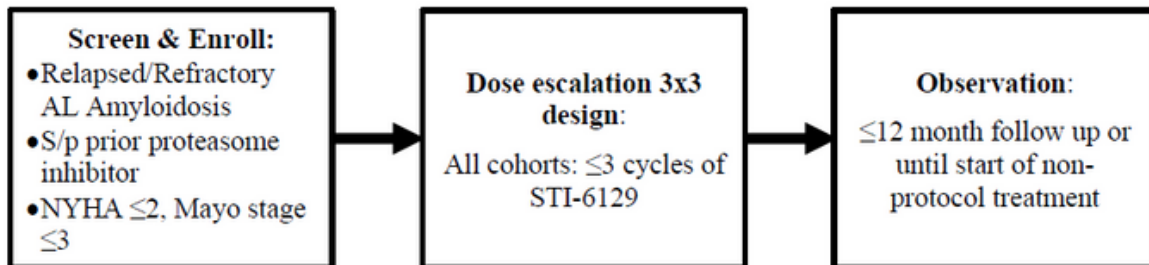 Screen & Enroll:
•Relapsed/Refractory
AL Amyloidosis
•S/p prior proteasome
inhibitor
•NYHA ≤2, Mayo stage
≤3
Dose escalation 3x3
design:
All cohorts: ≤3 cycles of
STI-6129
Observation:
≤12 month follow up or
until start of non-
protocol treatment